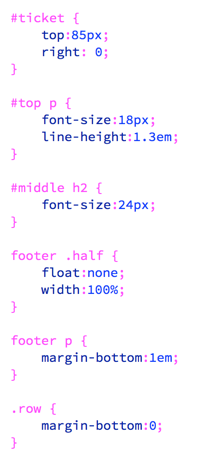 #ticket {
    top:85px;
    right: 0;
}

#top p {
    font-size:18px;
    line-height:1.3em;
}

#middle h2 {
    font-size:24px;
}

footer .half {
    float:none;
    width:100%;
}

footer p {
    margin-bottom:1em;
}

.row {
    margin-bottom:0;
}